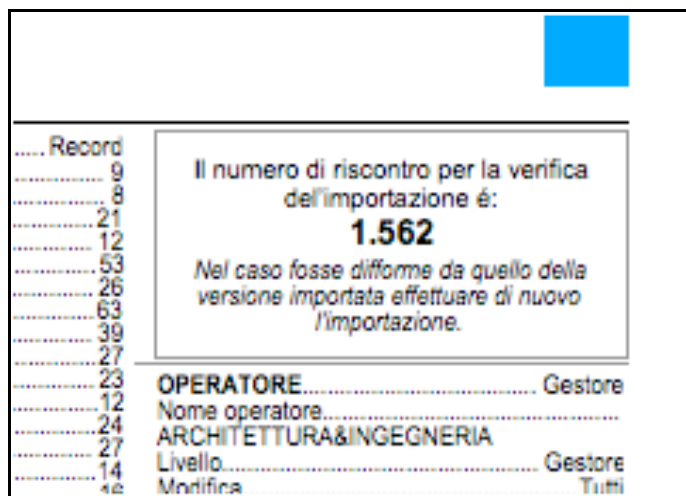 ..... Record
................ 9
................ 8
..............21
.............. 12
..............53
.............. 26
..............63
.............. 39
..............27
.............. 23
..............12
..............24
.............. 27
..............14
Il numero di riscontro per la verifica
del'importazione é:
1.562
Nel caso fosse difforme da quello della
versione importata effettuare di nuovo
l'importazione.
OPERATORE.................................... Gestore
Nome operatore..............................................
ARCHITETTURA&INGEGNERIA
Livello................................................. Gestore
Modifica.................................................. Tutti